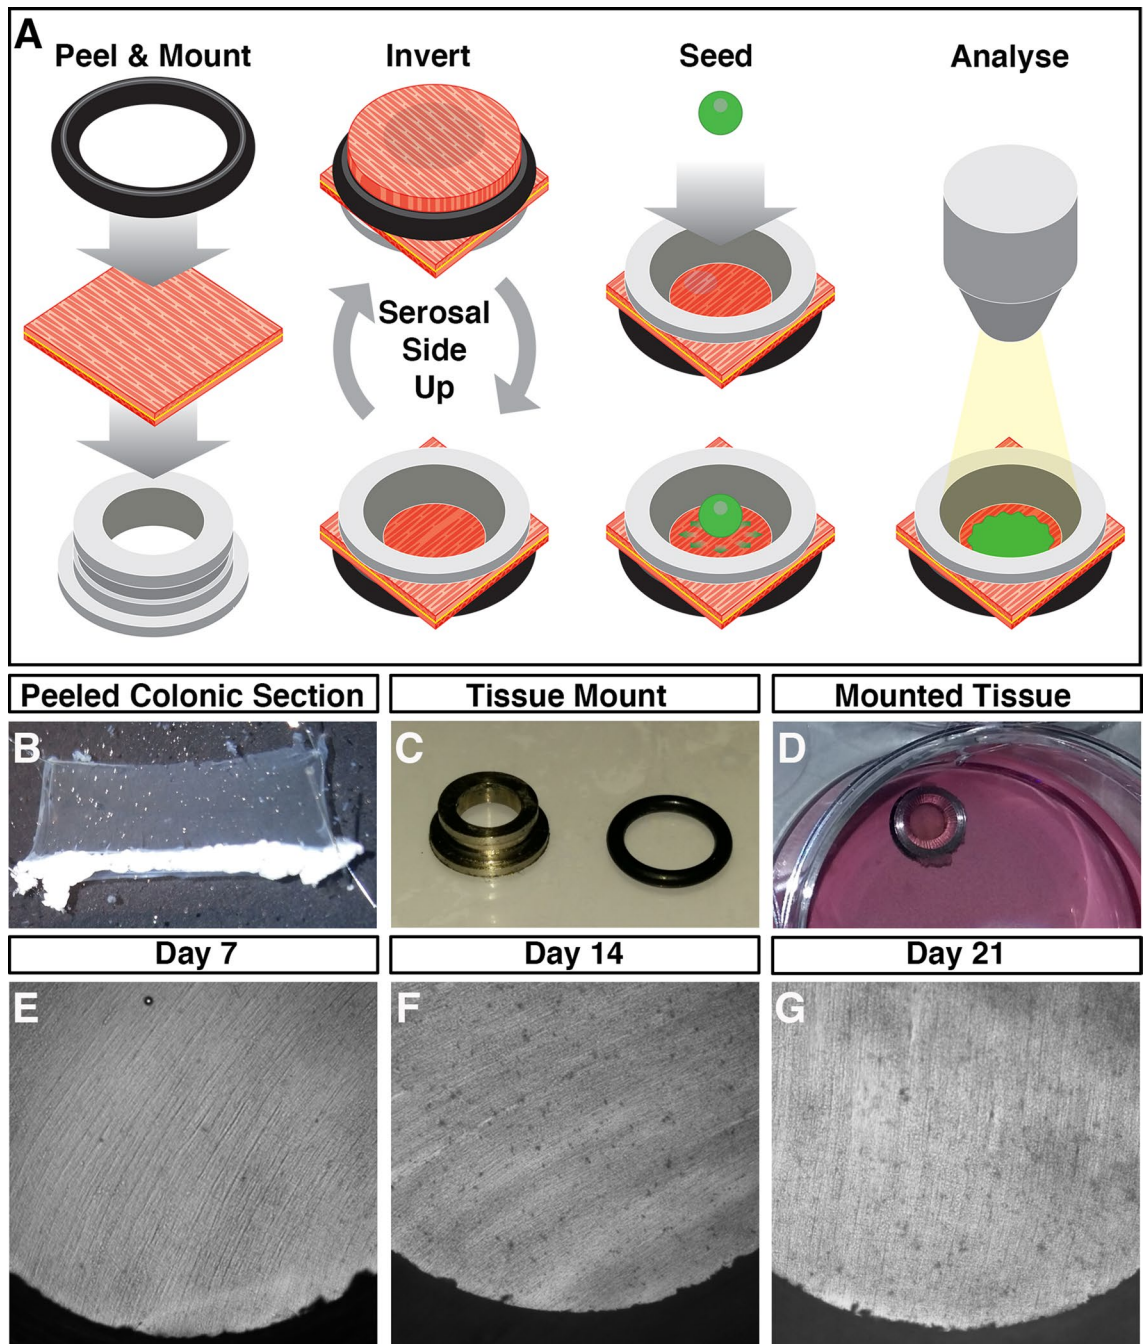 A
Peel & Mount
Invert
Seed
Analyse
Serosal
Side
Up
Peeled Colonic Section
Tissue Mount
Mounted Tissue
B
C
D
Day 7
Day 14
Day 21
E
F
G